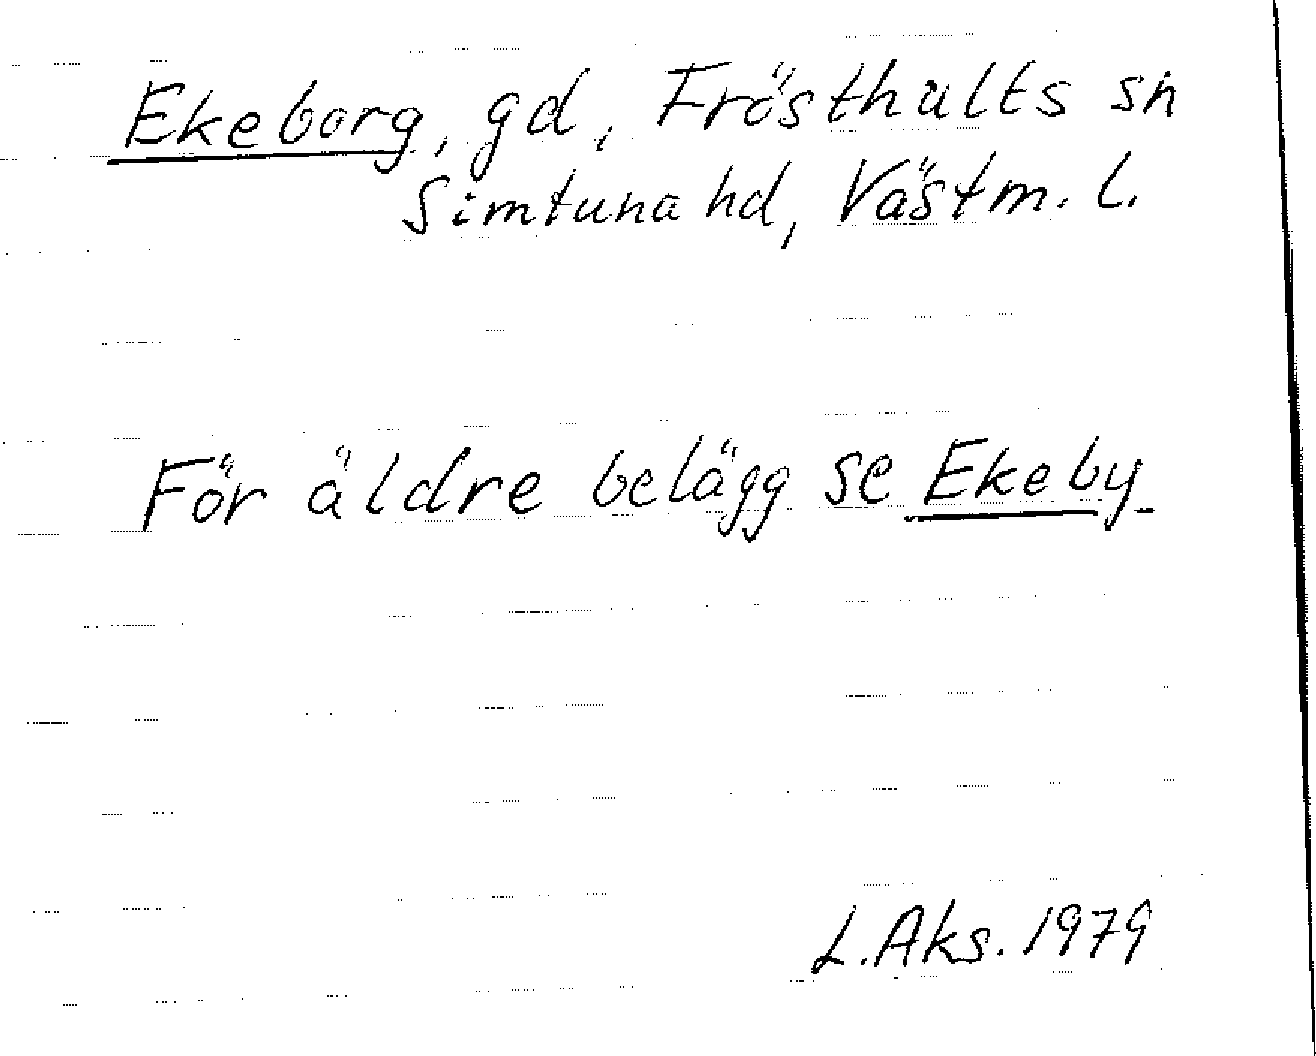 Ekeborg, gd, Frösthults sn
Simtuna hd, Västm. l.
För äldre belägg se Ekeby
L. Aks. 1979